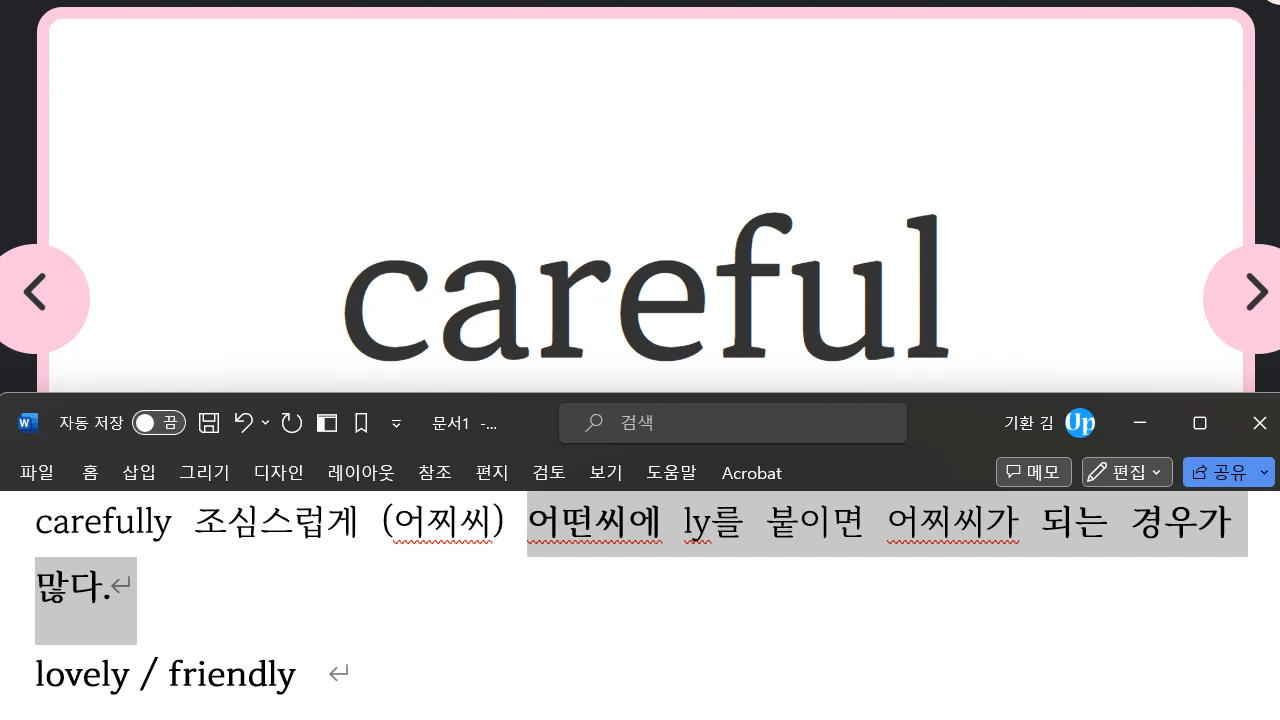 careful
자동 저장 끔 문서1 -... 검색 기환 김 Up
파일 홈 삽입 그리기 디자인 레이아웃 참조 편지 검토 보기 도움말 Acrobat 메모 편집 공유
carefully 조심스럽게 (어찌씨) 어떤씨에 ly를 붙이면 어찌씨가 되는 경우가
많다.
lovely / friendly